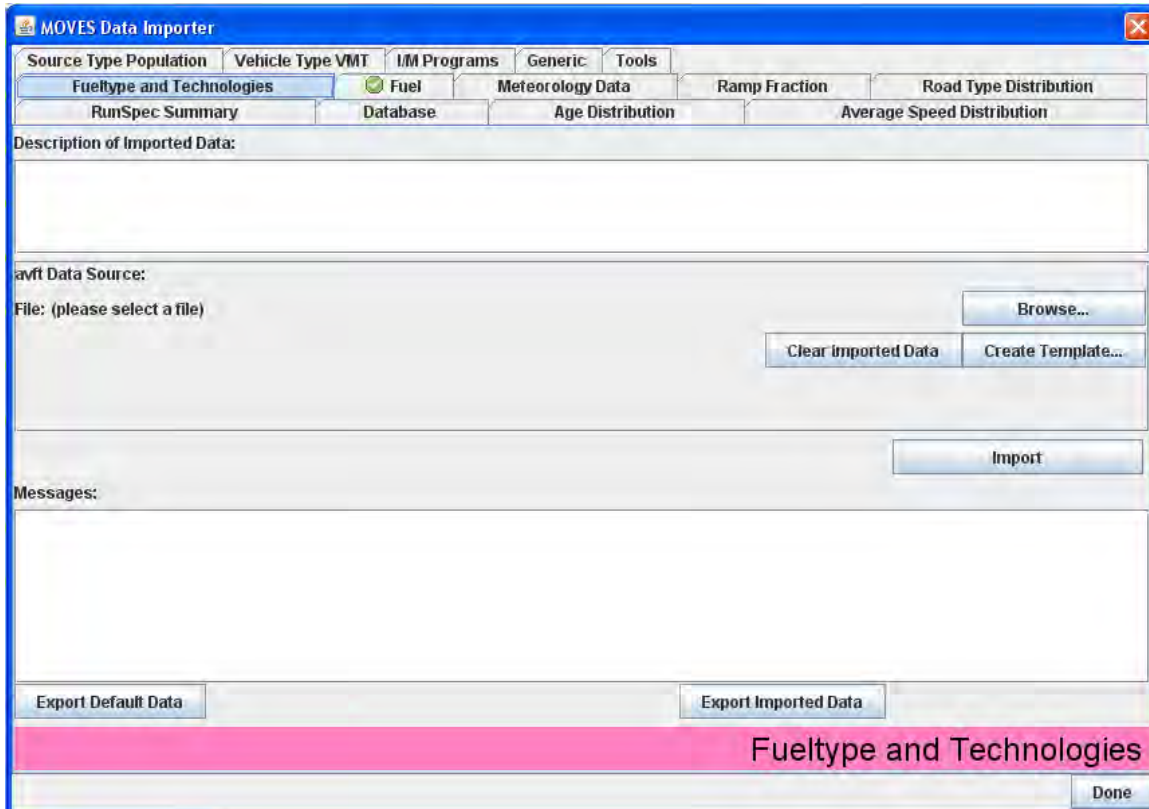 MOVES Data Importer
Source Type Population Vehicle Type VMT I/M Programs Generic Tools
Fueltype and Technologies Fuel Meteorology Data Ramp Fraction Road Type Distribution
RunSpec Summary Database Age Distribution Average Speed Distribution
Description of Imported Data:
avft Data Source:
File: (please select a file) Browse...
Clear Imported Data Create Template...
Import
Messages:
Export Default Data Export Imported Data
Fueltype and Technologies
Done